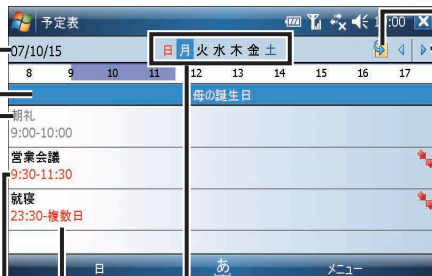 予定表 1 :00
07/10/15 日 月 火 水 木 金 土
8 9 10 11 12 13 14 15 16 17
母の誕生日
朝礼
9:00-10:00
営業会議
9:30-11:30
就寝
23:30-複数日
日 あ メニュー